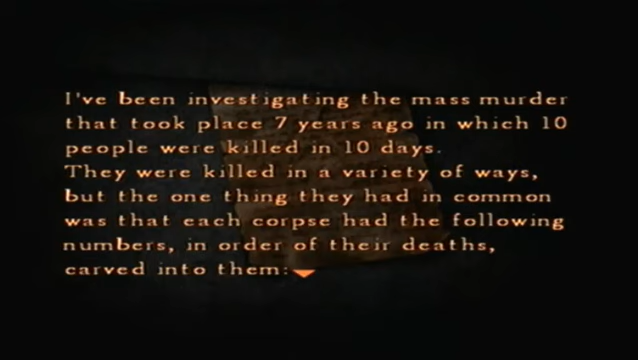 I've been investigating the mass murder
that took place 7 years ago in which 10
people were killed in 10 days.
They were killed in a variety of ways,
but the one thing they had in common
was that each corpse had the following
numbers, in order of their deaths,
carved into them: